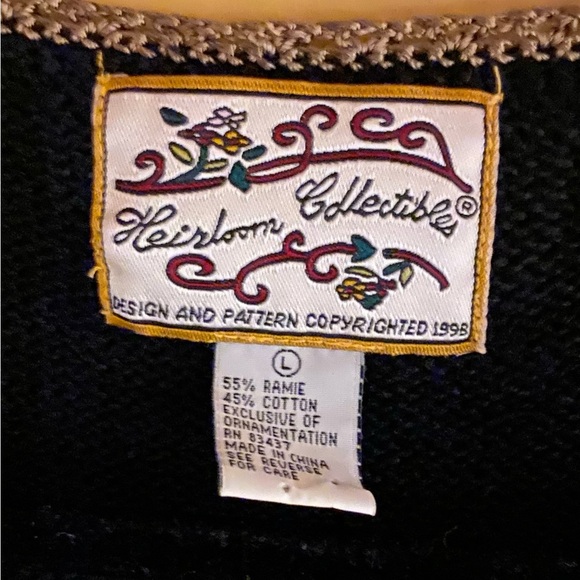 Heirloom Collectibles®
DESIGN AND PATTERN COPYRIGHTED 1998
L
55% RAMIE
45% COTTON
EXCLUSIVE OF
ORNAMENTATION
RN 83437
MADE IN CHINA
SEE REVERSE
FOR CARE